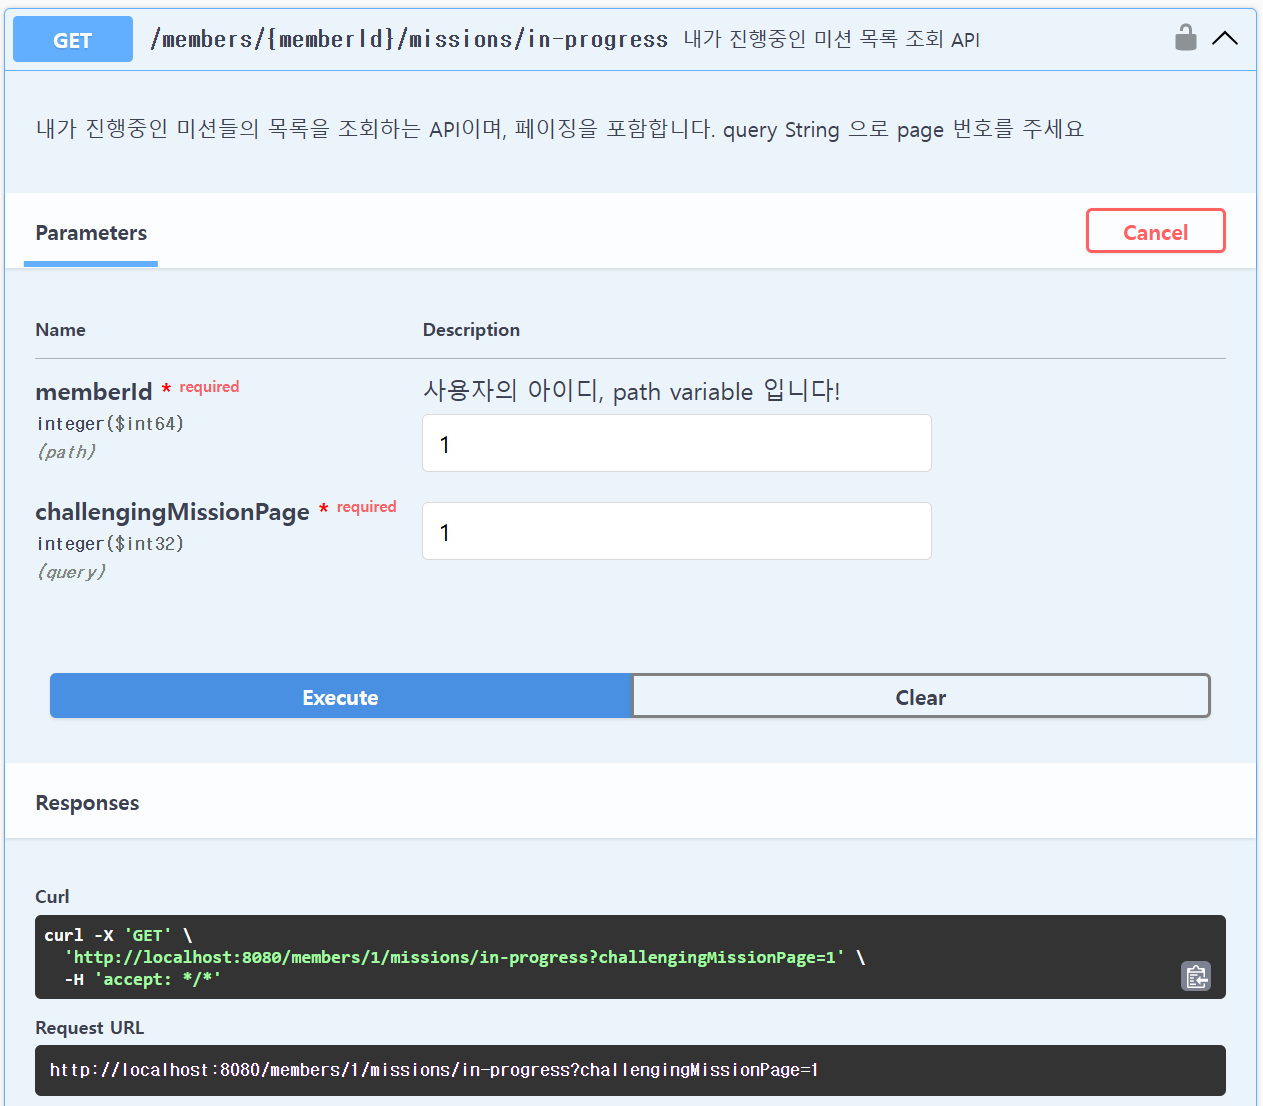 GET /members/{memberId}/missions/in-progress 내가 진행중인 미션 목록 조회 API
내가 진행중인 미션들의 목록을 조회하는 API이며, 페이징을 포함합니다. query String 으로 page 번호를 주세요
Parameters
Cancel
Name Description
memberId * required
사용자의 아이디, path variable 입니다!
integer($int64)
(path)
1
challengingMissionPage * required
integer($int32)
(query)
1
Execute Clear
Responses
Curl
curl -X 'GET' \
'http://localhost:8080/members/1/missions/in-progress?challengingMissionPage=1' \
-H 'accept: */*'
Request URL
http://localhost:8080/members/1/missions/in-progress?challengingMissionPage=1